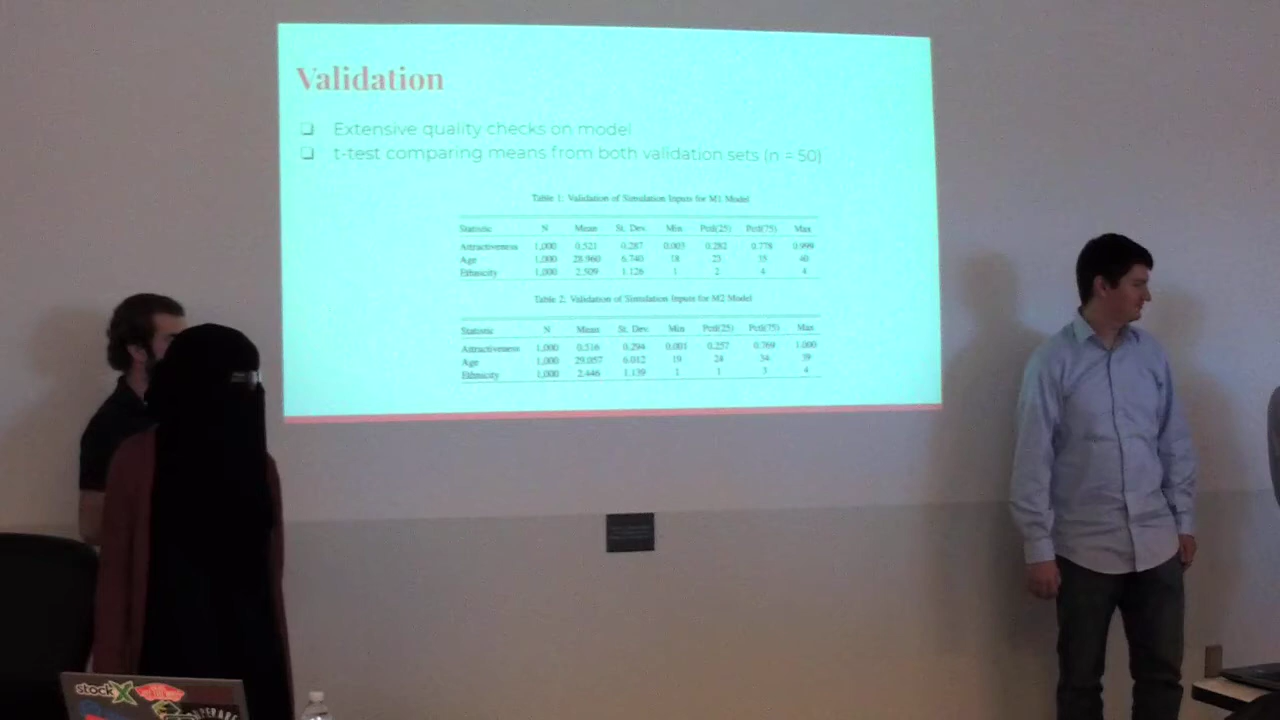 Validation
❏ Extensive quality checks on model
❏ t-test comparing means from both validation sets (n = 50)
Table 1: Validation of Simulation Inputs for M1 Model
Statistic N Mean St. Dev. Min Pctl(25) Pctl(75) Max
Attractiveness 1,000 0.521 0.287 0.003 0.282 0.778 0.999
Age 1,000 28.960 6.740 18 23 35 40
Ethnicity 1,000 2.509 1.126 1 2 4 4
Table 2: Validation of Simulation Inputs for M2 Model
Statistic N Mean St. Dev. Min Pctl(25) Pctl(75) Max
Attractiveness 1,000 0.516 0.294 0.001 0.257 0.769 1.000
Age 1,000 29.057 6.012 19 24 34 39
Ethnicity 1,000 2.446 1.139 1 1 3 4
stockX